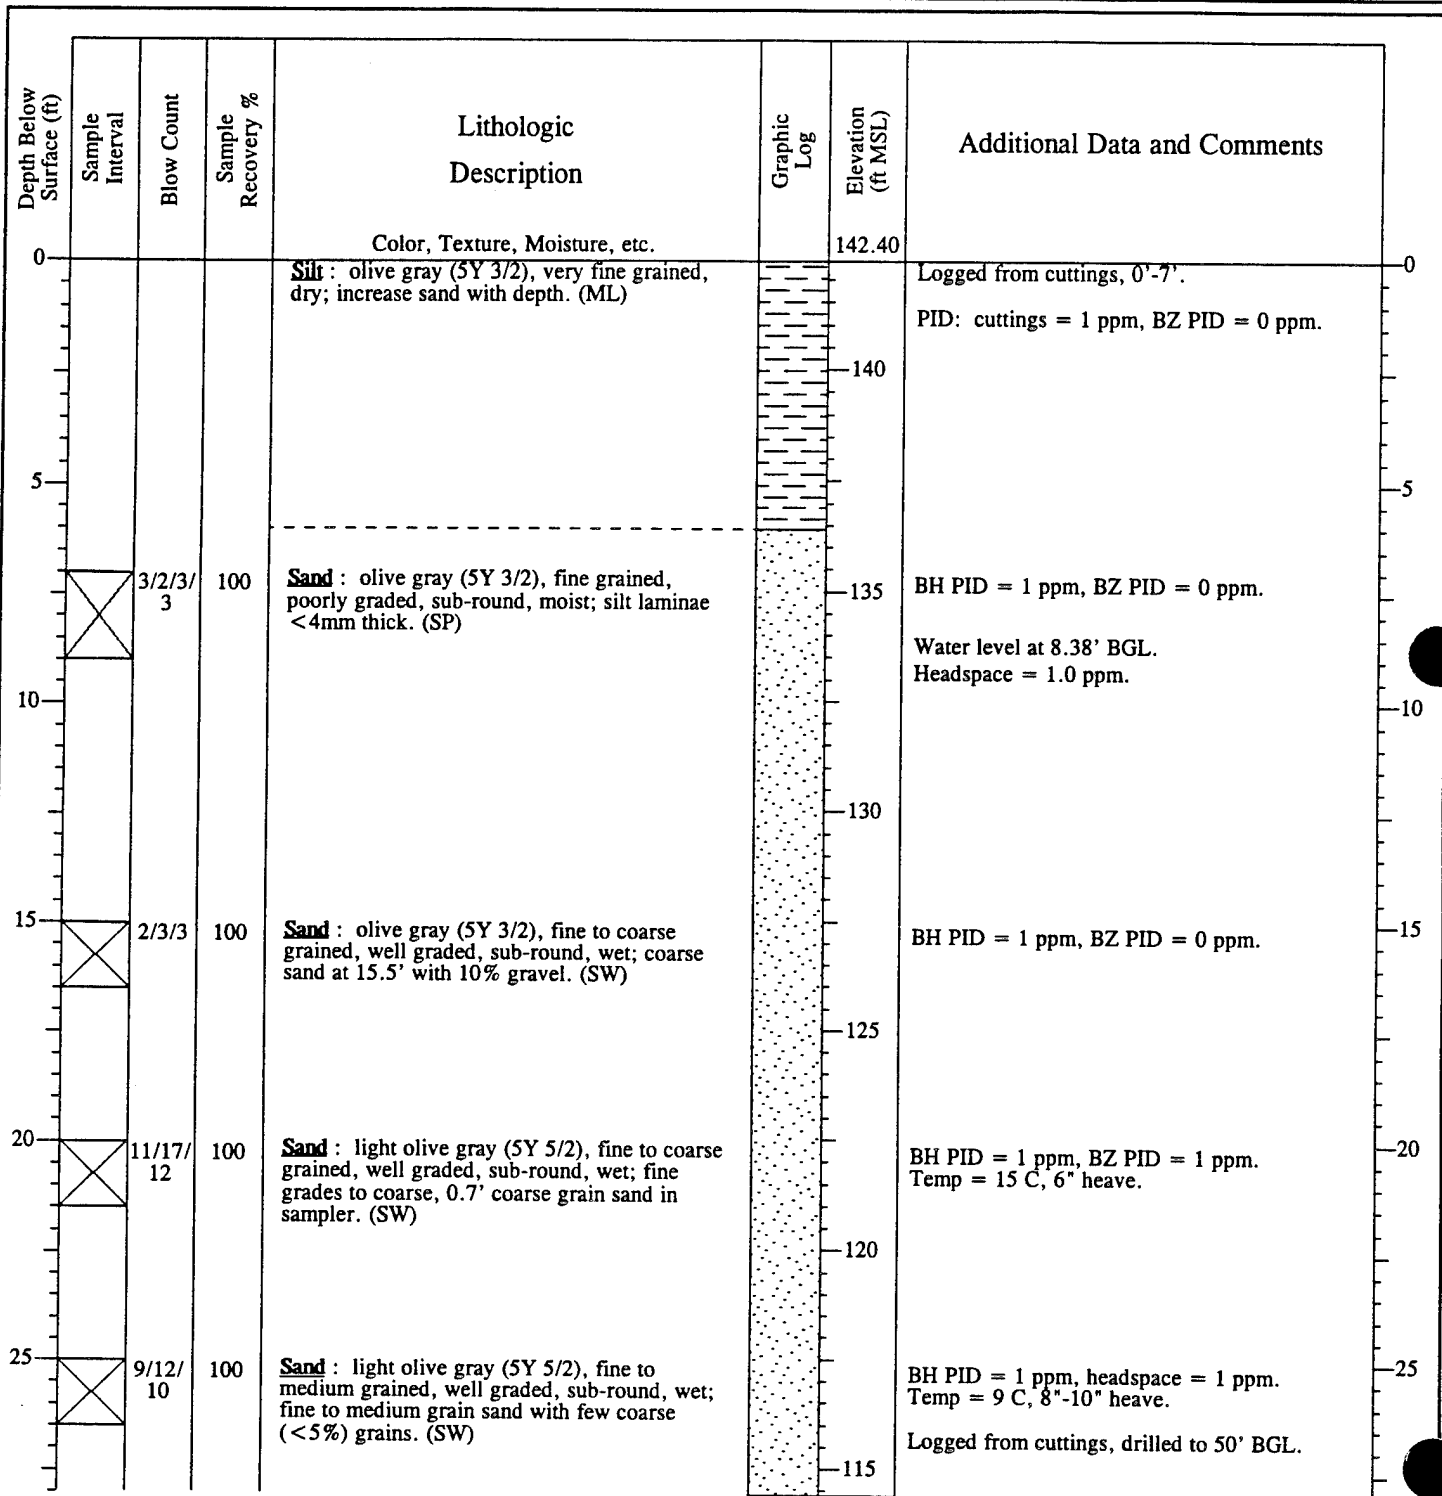 Depth Below
Surface (ft)
Sample
Interval
Blow Count
Sample
Recovery %
Lithologic
Description
Color, Texture, Moisture, etc.
Graphic
Log
Elevation
(ft MSL)
142.40
Additional Data and Comments
0
Silt : olive gray (5Y 3/2), very fine grained,
dry; increase sand with depth. (ML)
Logged from cuttings, 0'-7'.
0
PID: cuttings = 1 ppm, BZ PID = 0 ppm.
140
5
5
3/2/3/
3
100
Sand : olive gray (5Y 3/2), fine grained,
poorly graded, sub-round, moist; silt laminae
<4mm thick. (SP)
135
BH PID = 1 ppm, BZ PID = 0 ppm.
Water level at 8.38' BGL.
Headspace = 1.0 ppm.
10
10
130
15
2/3/3
100
Sand : olive gray (5Y 3/2), fine to coarse
grained, well graded, sub-round, wet; coarse
sand at 15.5' with 10% gravel. (SW)
BH PID = 1 ppm, BZ PID = 0 ppm.
15
125
20
11/17/
12
100
Sand : light olive gray (5Y 5/2), fine to coarse
grained, well graded, sub-round, wet; fine
grades to coarse, 0.7' coarse grain sand in
sampler. (SW)
BH PID = 1 ppm, BZ PID = 1 ppm.
Temp = 15 C, 6" heave.
20
120
25
9/12/
10
100
Sand : light olive gray (5Y 5/2), fine to
medium grained, well graded, sub-round, wet;
fine to medium grain sand with few coarse
(<5%) grains. (SW)
BH PID = 1 ppm, headspace = 1 ppm.
Temp = 9 C, 8"-10" heave.
25
Logged from cuttings, drilled to 50' BGL.
115